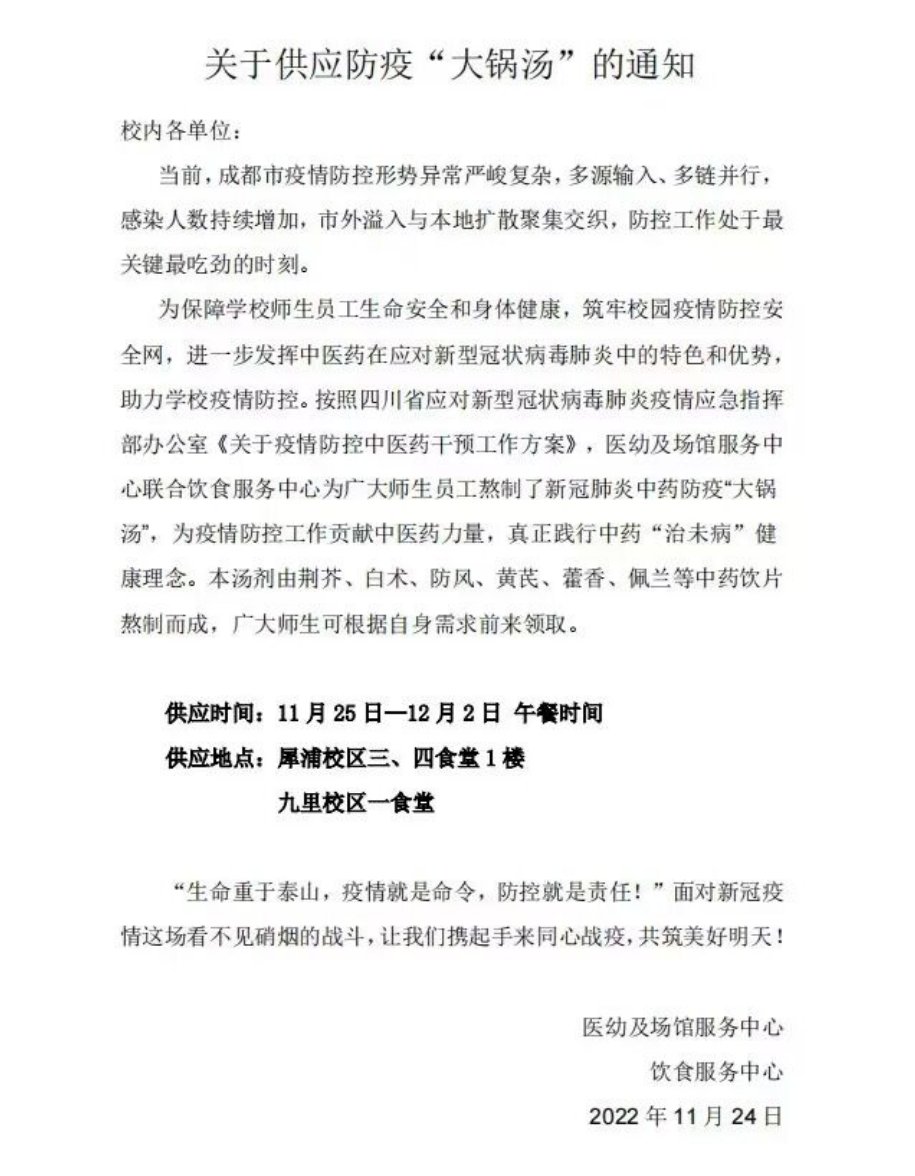 关于供应防疫“大锅汤”的通知
校内各单位：
当前，成都市疫情防控形势异常严峻复杂，多源输入、多链并行，
感染人数持续增加，市外溢入与本地扩散聚集交织，防控工作处于最
关键最吃劲的时刻。
为保障学校师生员工生命安全和身体健康，筑牢校园疫情防控安
全网，进一步发挥中医药在应对新型冠状病毒肺炎中的特色和优势，
助力学校疫情防控。按照四川省应对新型冠状病毒肺炎疫情应急指挥
部办公室《关于疫情防控中医药干预工作方案》，医幼及场馆服务中
心联合饮食服务中心为广大师生员工熬制了新冠肺炎中药防疫“大锅
汤”，为疫情防控工作贡献中医药力量，真正践行中药“治未病”健
康理念。本汤剂由荆芥、白术、防风、黄芪、藿香、佩兰等中药饮片
熬制而成，广大师生可根据自身需求前来领取。
供应时间：11月25日—12月2日 午餐时间
供应地点：犀浦校区三、四食堂1楼
九里校区一食堂
“生命重于泰山，疫情就是命令，防控就是责任！”面对新冠疫
情这场看不见硝烟的战斗，让我们携起手来同心战疫，共筑美好明天！
医幼及场馆服务中心
饮食服务中心
2022年11月24日